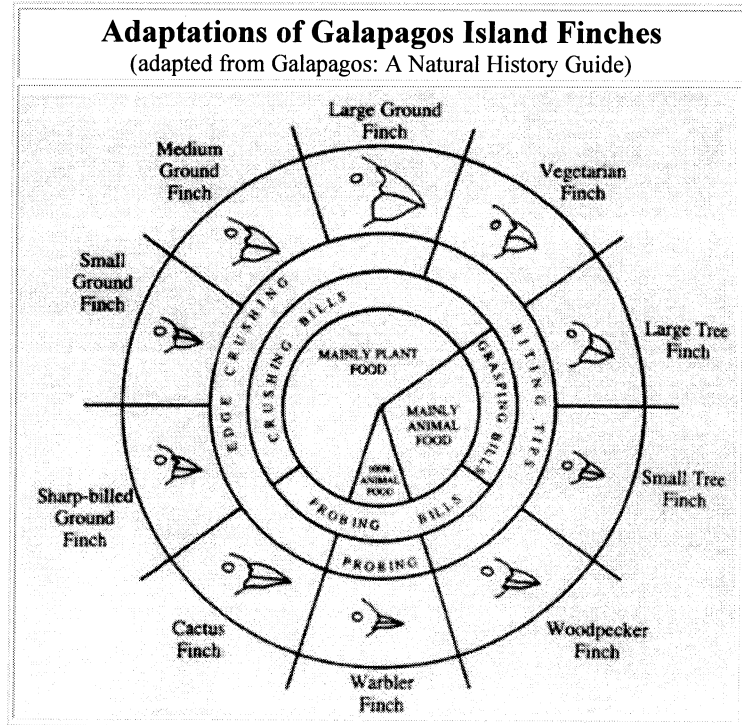 Adaptations of Galapagos Island Finches
(adapted from Galapagos: A Natural History Guide)
Large Ground
Finch
Medium
Ground
Finch
Vegetarian
Finch
Small
Ground
Finch
Large Tree
Finch
EDGE CRUSHING
CRUSHING BILLS
BITING TIPS
GRASPING BILLS
MAINLY PLANT
FOOD
MAINLY
ANIMAL
FOOD
100%
ANIMAL
FOOD
PROBING BILLS
PROBING
Sharp-billed
Ground
Finch
Small Tree
Finch
Cactus
Finch
Warbler
Finch
Woodpecker
Finch